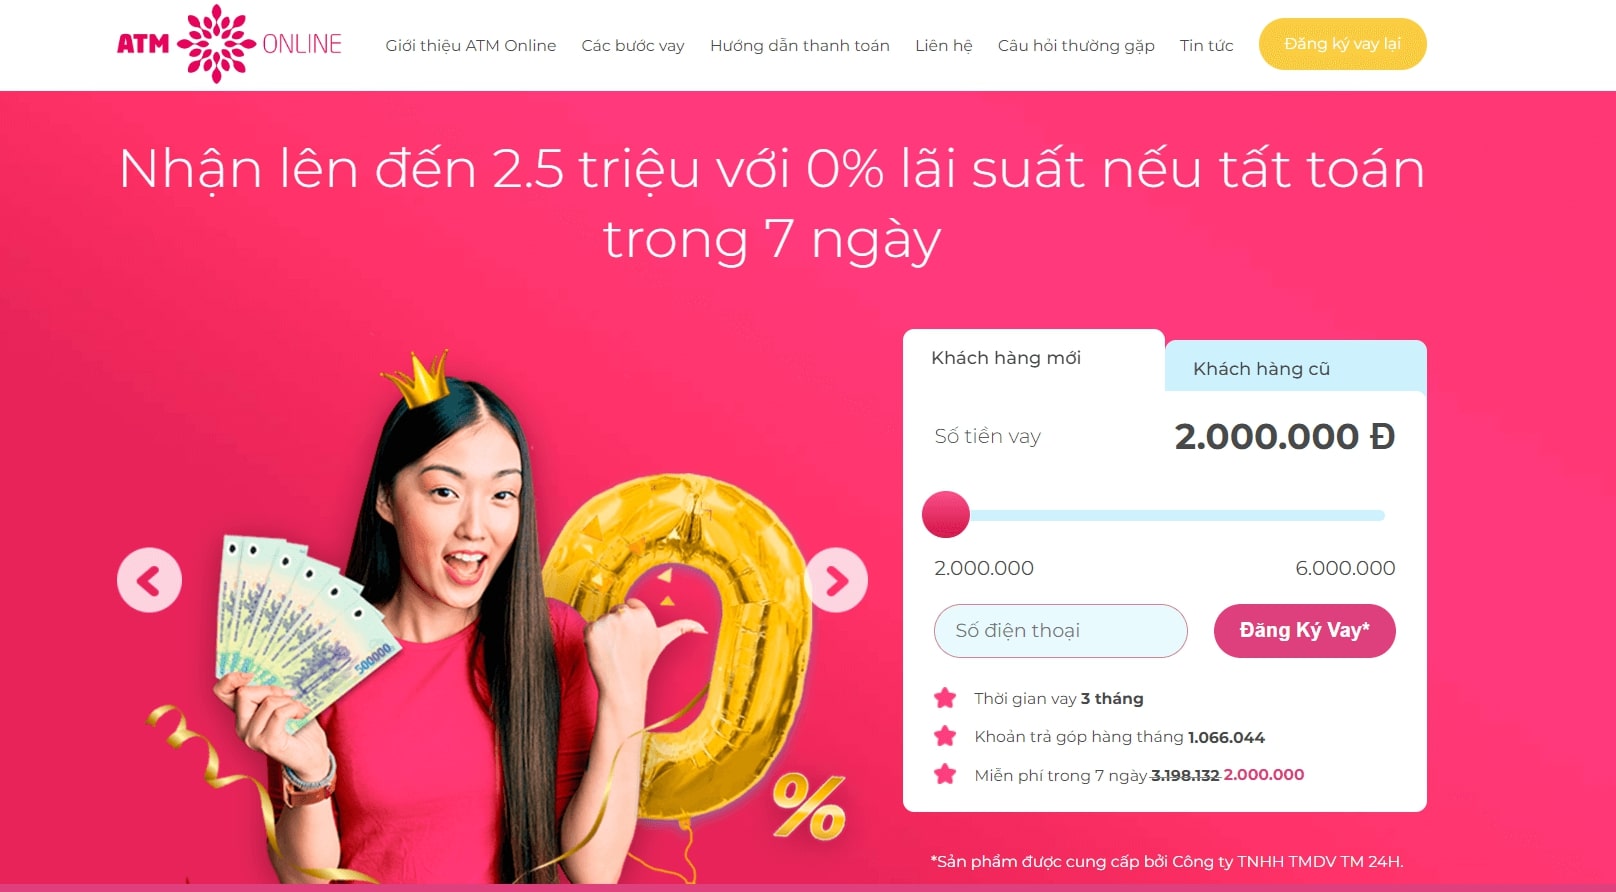 ATM ONLINE
Giới thiệu ATM Online Các bước vay Hướng dẫn thanh toán Liên hệ Câu hỏi thường gặp Tin tức Đăng ký vay lại
Nhận lên đến 2.5 triệu với 0% lãi suất nếu tất toán
trong 7 ngày
500000
0
%
Khách hàng mới
Khách hàng cũ
Số tiền vay 2.000.000 Đ
2.000.000 6.000.000
Số điện thoại Đăng Ký Vay*
Thời gian vay 3 tháng
Khoản trả góp hàng tháng 1.066.044
Miễn phí trong 7 ngày 3.198.132 2.000.000
*Sản phẩm được cung cấp bởi Công ty TNHH TMDV TM 24H.